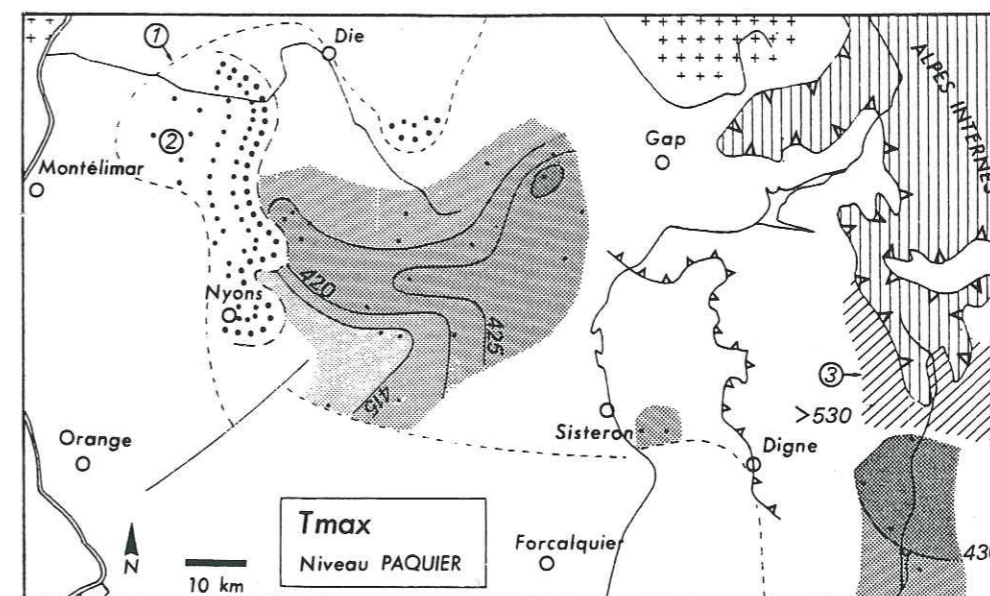 ①
Die
②
Montélimar
Gap
ALPES INTERNES
Nyons
420
425
415
③
>530
Orange
Sisteron
Digne
Tmax
Niveau PAQUIER
Forcalquier
N
10 km
430